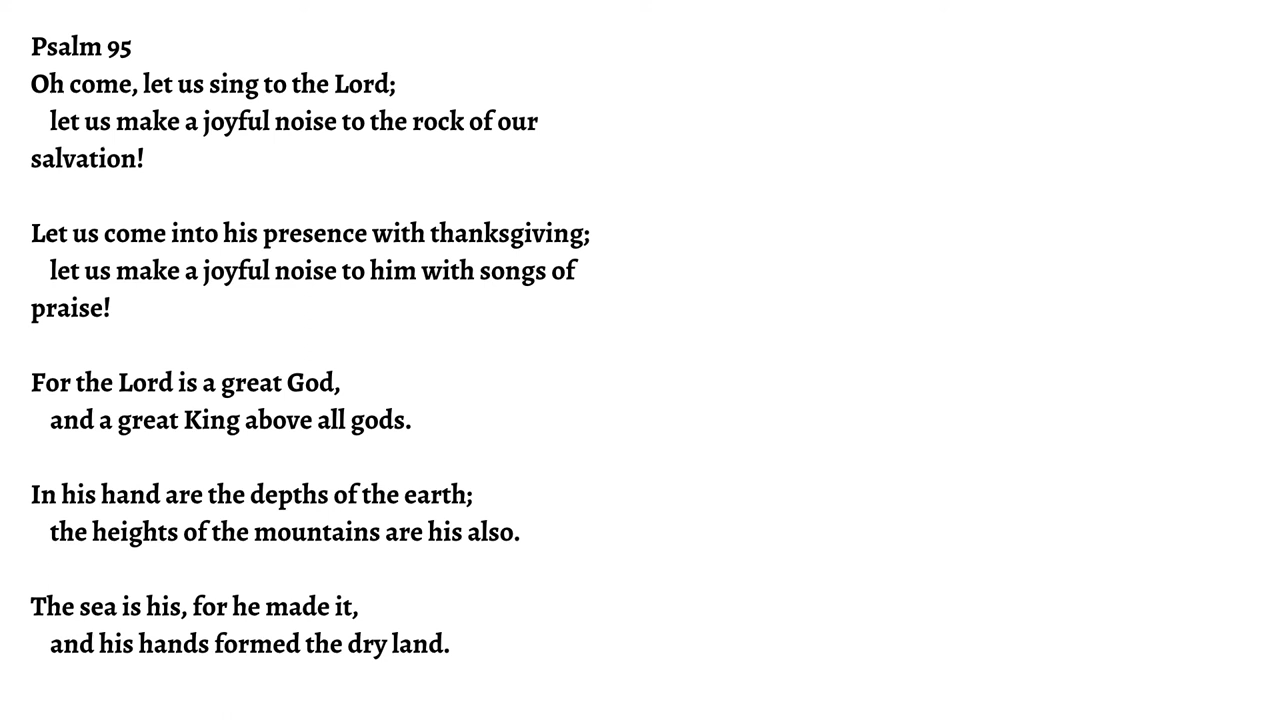 Psalm 95
Oh come, let us sing to the Lord;
let us make a joyful noise to the rock of our
salvation!
Let us come into his presence with thanksgiving;
let us make a joyful noise to him with songs of
praise!
For the Lord is a great God,
and a great King above all gods.
In his hand are the depths of the earth;
the heights of the mountains are his also.
The sea is his, for he made it,
and his hands formed the dry land.